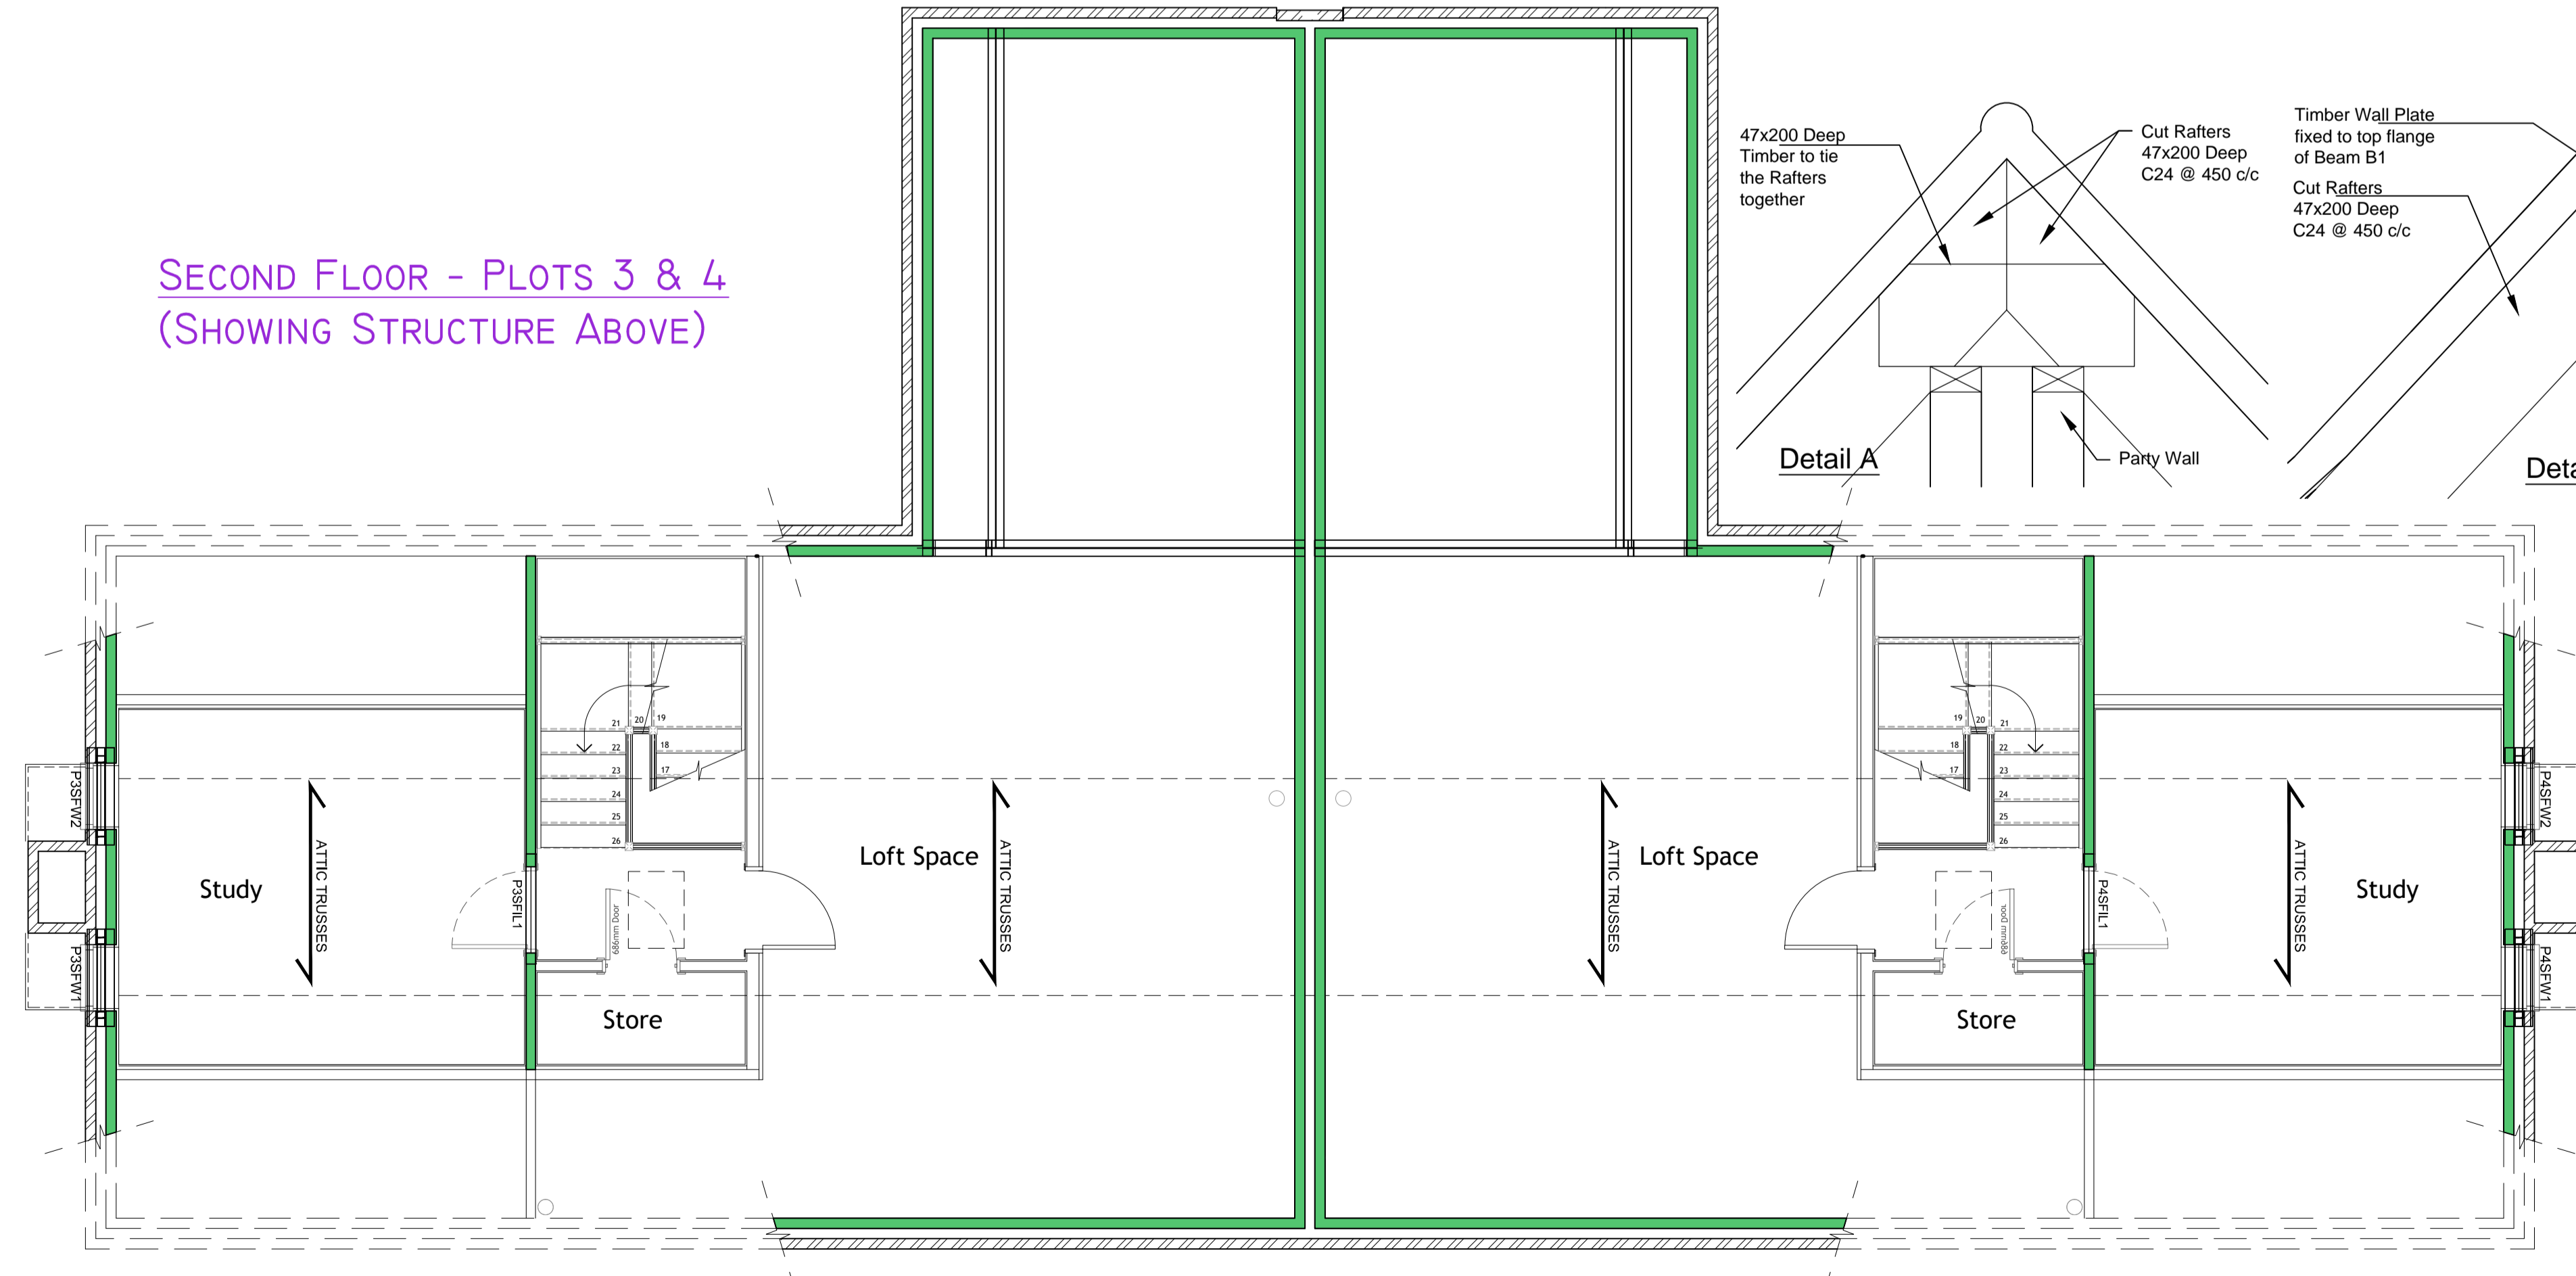 SECOND FLOOR - PLOTS 3 & 4
(SHOWING STRUCTURE ABOVE)
47x200 Deep
Timber to tie
the Rafters
together
Cut Rafters
47x200 Deep
C24 @ 450 c/c
Party Wall
Detail A
Timber Wall Plate
fixed to top flange
of Beam B1
Cut Rafters
47x200 Deep
C24 @ 450 c/c
Deta
P3SFW2
P3SFW1
Study
ATTIC TRUSSES
P3SFIL1
21
20
19
22
18
23
17
24
25
26
686mm Door
Store
Loft Space
ATTIC TRUSSES
ATTIC TRUSSES
Loft Space
19
20
21
18
22
17
23
24
25
26
686mm Door
Store
P4SFIL1
ATTIC TRUSSES
Study
P4SFW2
P4SFW1